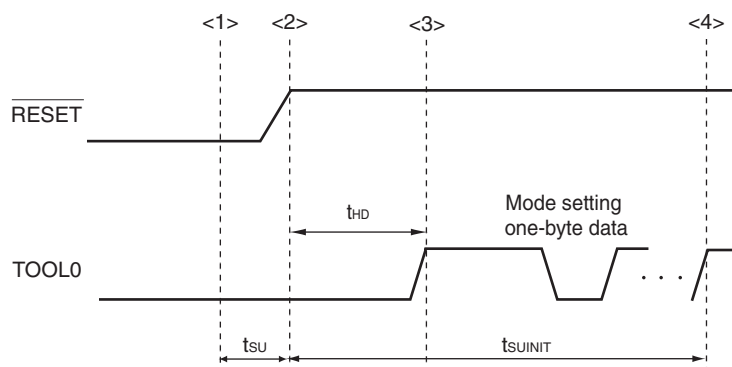 <1> <2> <3> <4>
RESET
tHD
Mode setting
one-byte data
TOOL0
. . .
tSU
tSUINIT